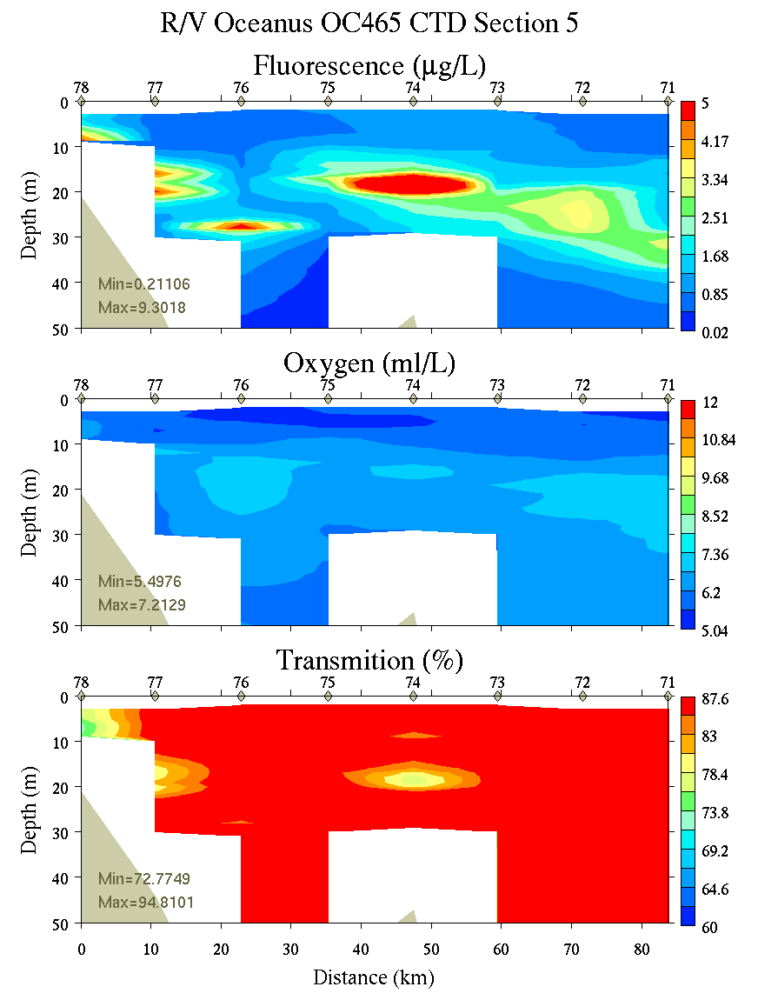 R/V Oceanus OC465 CTD Section 5
Fluorescence (µg/L)
78 77 76 75 74 73 72 71
0
10
20
30
40
50
Depth (m)
Min=0.21106
Max=9.3018
5
4.17
3.34
2.51
1.68
0.85
0.02
Oxygen (ml/L)
78 77 76 75 74 73 72 71
0
10
20
30
40
50
Depth (m)
Min=5.4976
Max=7.2129
12
10.84
9.68
8.52
7.36
6.2
5.04
Transmition (%)
78 77 76 75 74 73 72 71
0
10
20
30
40
50
Depth (m)
Min=72.7749
Max=94.8101
87.6
83
78.4
73.8
69.2
64.6
60
0 10 20 30 40 50 60 70 80
Distance (km)